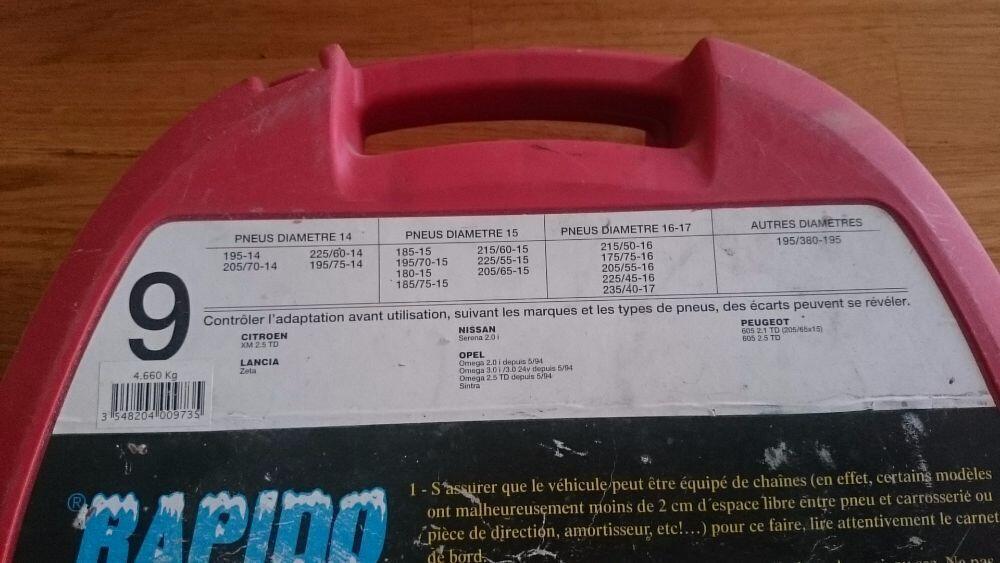 PNEUS DIAMETRE 14
195-14 225/60-14
205/70-14 195/75-14
PNEUS DIAMETRE 15
185-15 215/60-15
195/70-15 225/55-15
180-15 205/65-15
185/75-15
PNEUS DIAMETRE 16-17
215/50-16
175/75-16
205/55-16
225/45-16
235/40-17
AUTRES DIAMETRES
195/380-195
9
Contrôler l'adaptation avant utilisation, suivant les marques et les types de pneus, des écarts peuvent se révéler.
CITROEN
XM 2.5 TD
LANCIA
Zeta
NISSAN
Serena 2.0 i
OPEL
Omega 2.0 i depuis 5/94
Omega 3.0 i /3.0 24v depuis 5/94
Omega 2.5 TD depuis 5/94
Sintra
PEUGEOT
605 2.1 TD (205/65x15)
605 2.5 TD
4,660 Kg
3 548204 009735
® RAPIDO
1 - S'assurer que le véhicule peut être équipé de chaînes (en effet, certains modèles
ont malheureusement moins de 2 cm d'espace libre entre pneu et carrosserie ou
pièce de direction, amortisseur, etc!...) pour ce faire, lire attentivement le carnet
de bord.
Ne pas